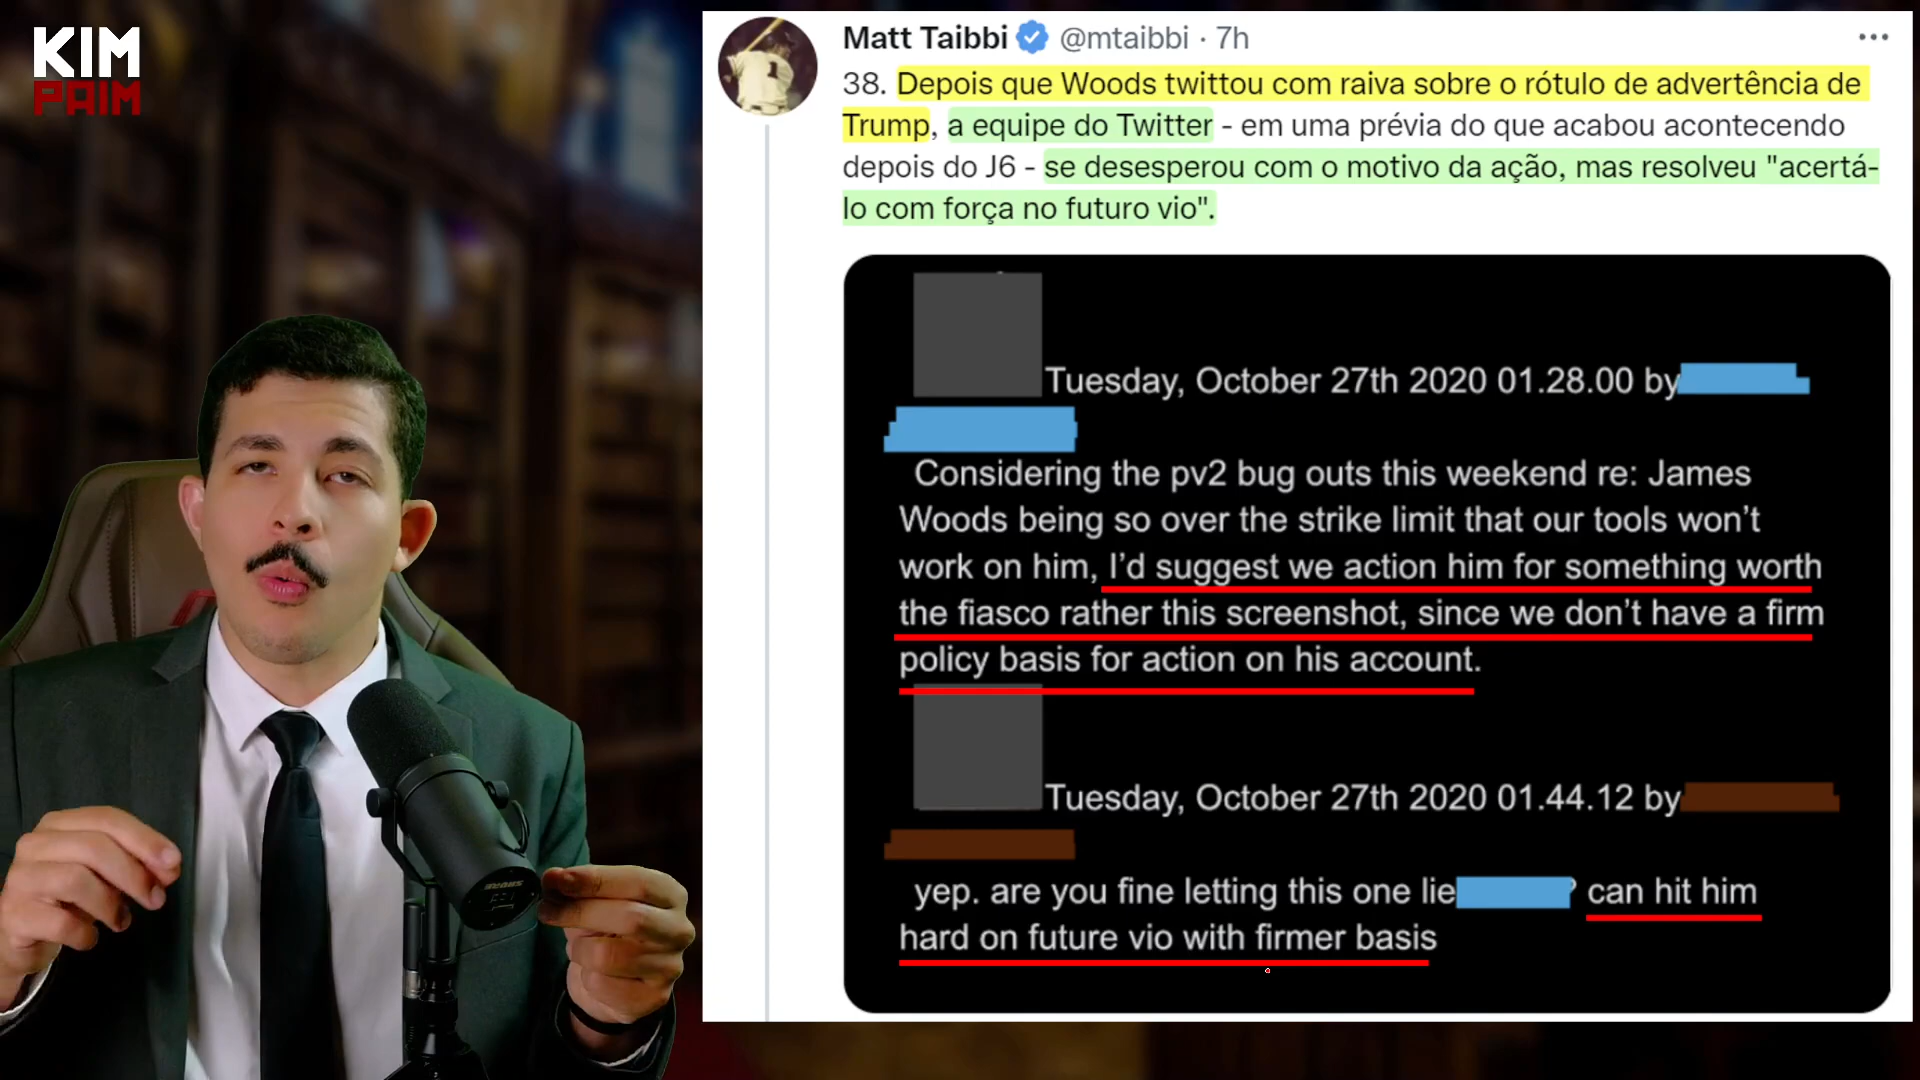 KIM
PAIM
Matt Taibbi @mtaibbi · 7h
38. Depois que Woods twittou com raiva sobre o rótulo de advertência de
Trump, a equipe do Twitter - em uma prévia do que acabou acontecendo
depois do J6 - se desesperou com o motivo da ação, mas resolveu "acertá-
lo com força no futuro vio".
Tuesday, October 27th 2020 01.28.00 by
Considering the pv2 bug outs this weekend re: James
Woods being so over the strike limit that our tools won't
work on him, I'd suggest we action him for something worth
the fiasco rather this screenshot, since we don't have a firm
policy basis for action on his account.
Tuesday, October 27th 2020 01.44.12 by
yep. are you fine letting this one lie ? can hit him
hard on future vio with firmer basis
SHURE
1